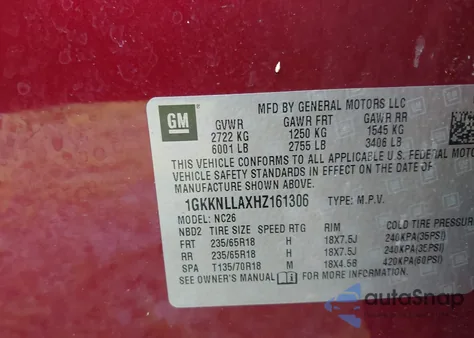 GM
MFD BY GENERAL MOTORS LLC
GVWR GAWR FRT GAWR RR
2722 KG 1250 KG 1545 KG
6001 LB 2755 LB 3406 LB
THIS VEHICLE CONFORMS TO ALL APPLICABLE U.S. FEDERAL MOTOR
VEHICLE SAFETY STANDARDS IN EFFECT ON THE DATE OF
MANUFACTURE SHOWN ABOVE.
1GKKNLLAXHZ161306 TYPE: M.P.V.
MODEL: NC26
NBD2 TIRE SIZE SPEED RTG RIM COLD TIRE PRESSUR
FRT 235/65R18 H 18X7.5J 240KPA(35PSI)
RR 235/65R18 H 18X7.5J 240KPA(35PSI)
SPA T135/70R18 M 18X4.5B 420KPA(60PSI)
SEE OWNER'S MANUAL FOR MORE INFORMATION.
autoSnap